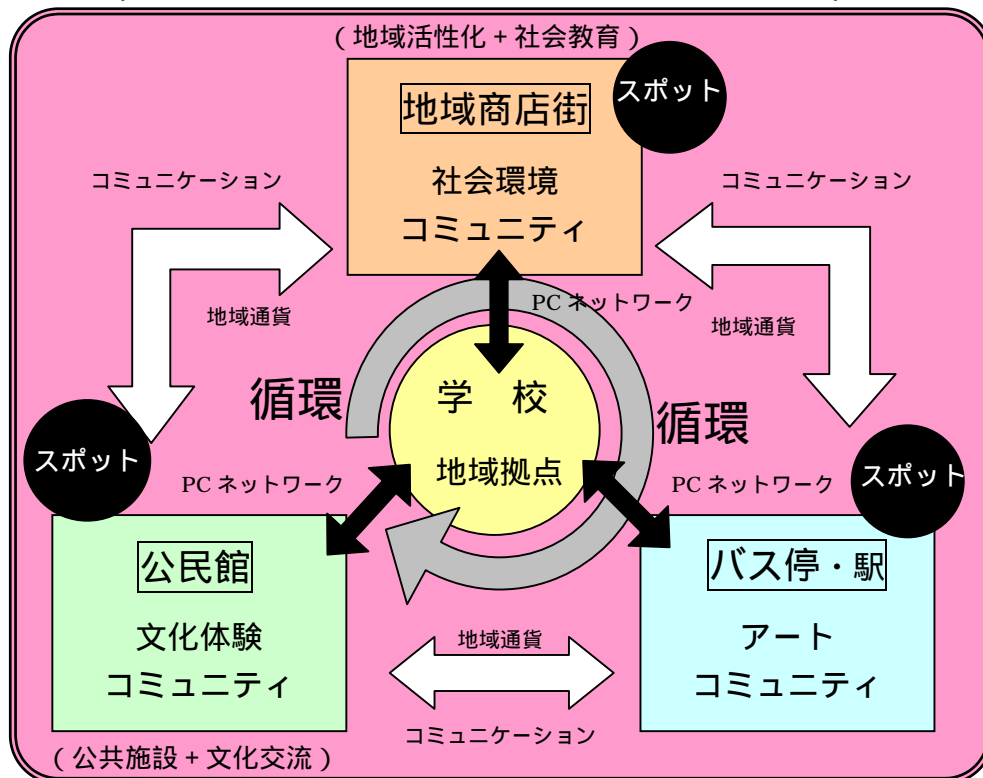 （地域活性化＋社会教育）
スポット
地域商店街
社会環境
コミュニティ
コミュニケーション
コミュニケーション
地域通貨
PC ネットワーク
地域通貨
循環
学　校
循環
地域拠点
スポット
PC ネットワーク
PC ネットワーク
スポット
公民館
文化体験
コミュニティ
地域通貨
コミュニケーション
バス停・駅
アート
コミュニティ
（公共施設＋文化交流）